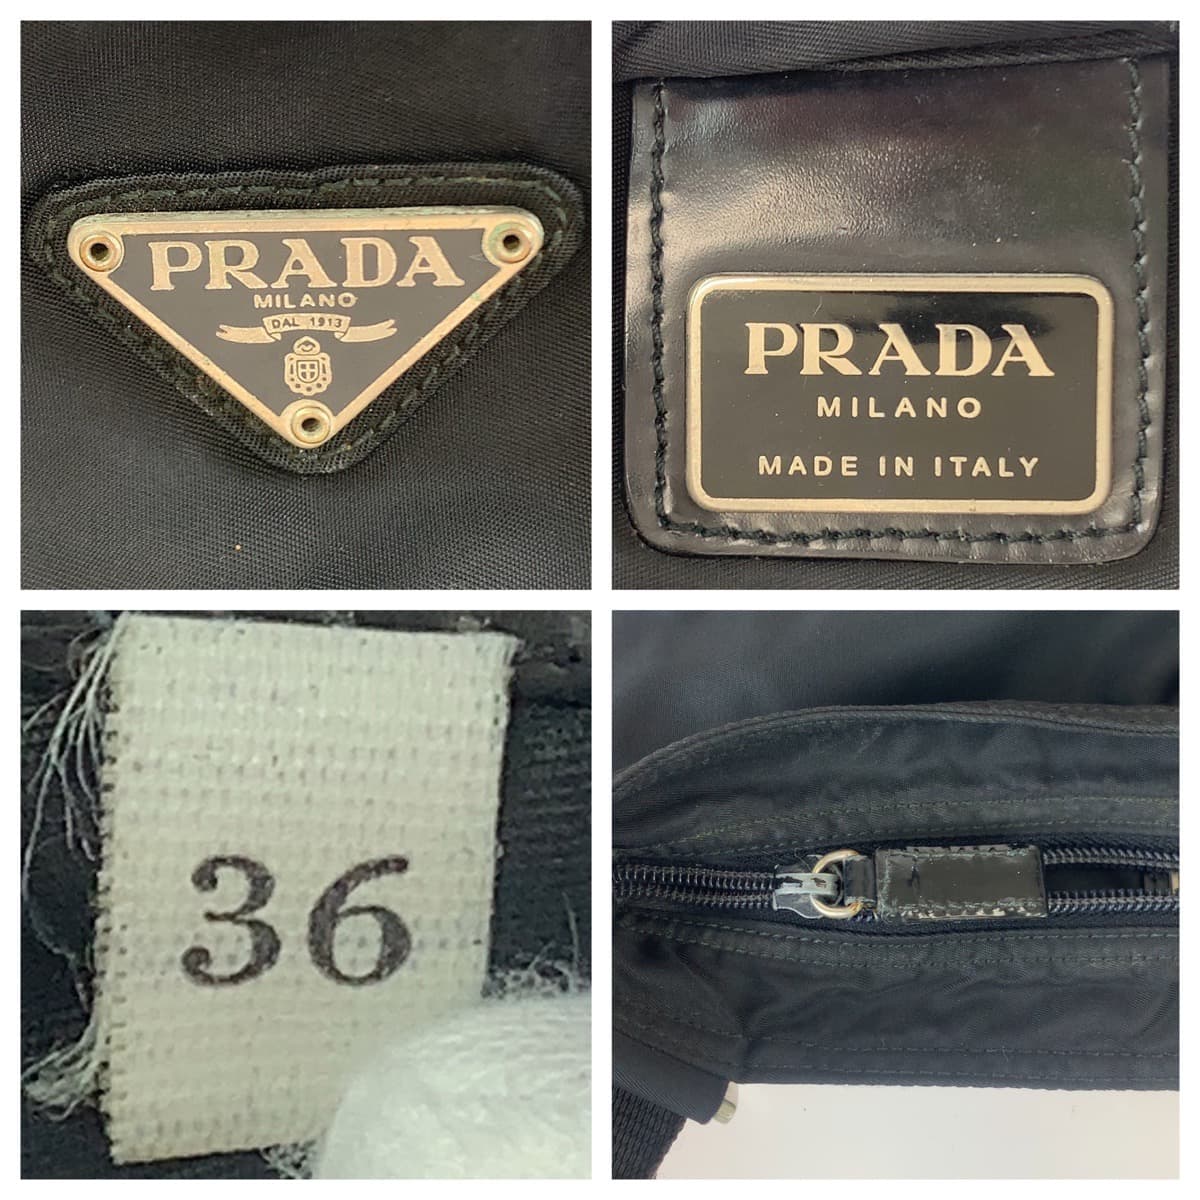 PRADA
MILANO
DAL 1913
PRADA
MILANO
MADE IN ITALY
36